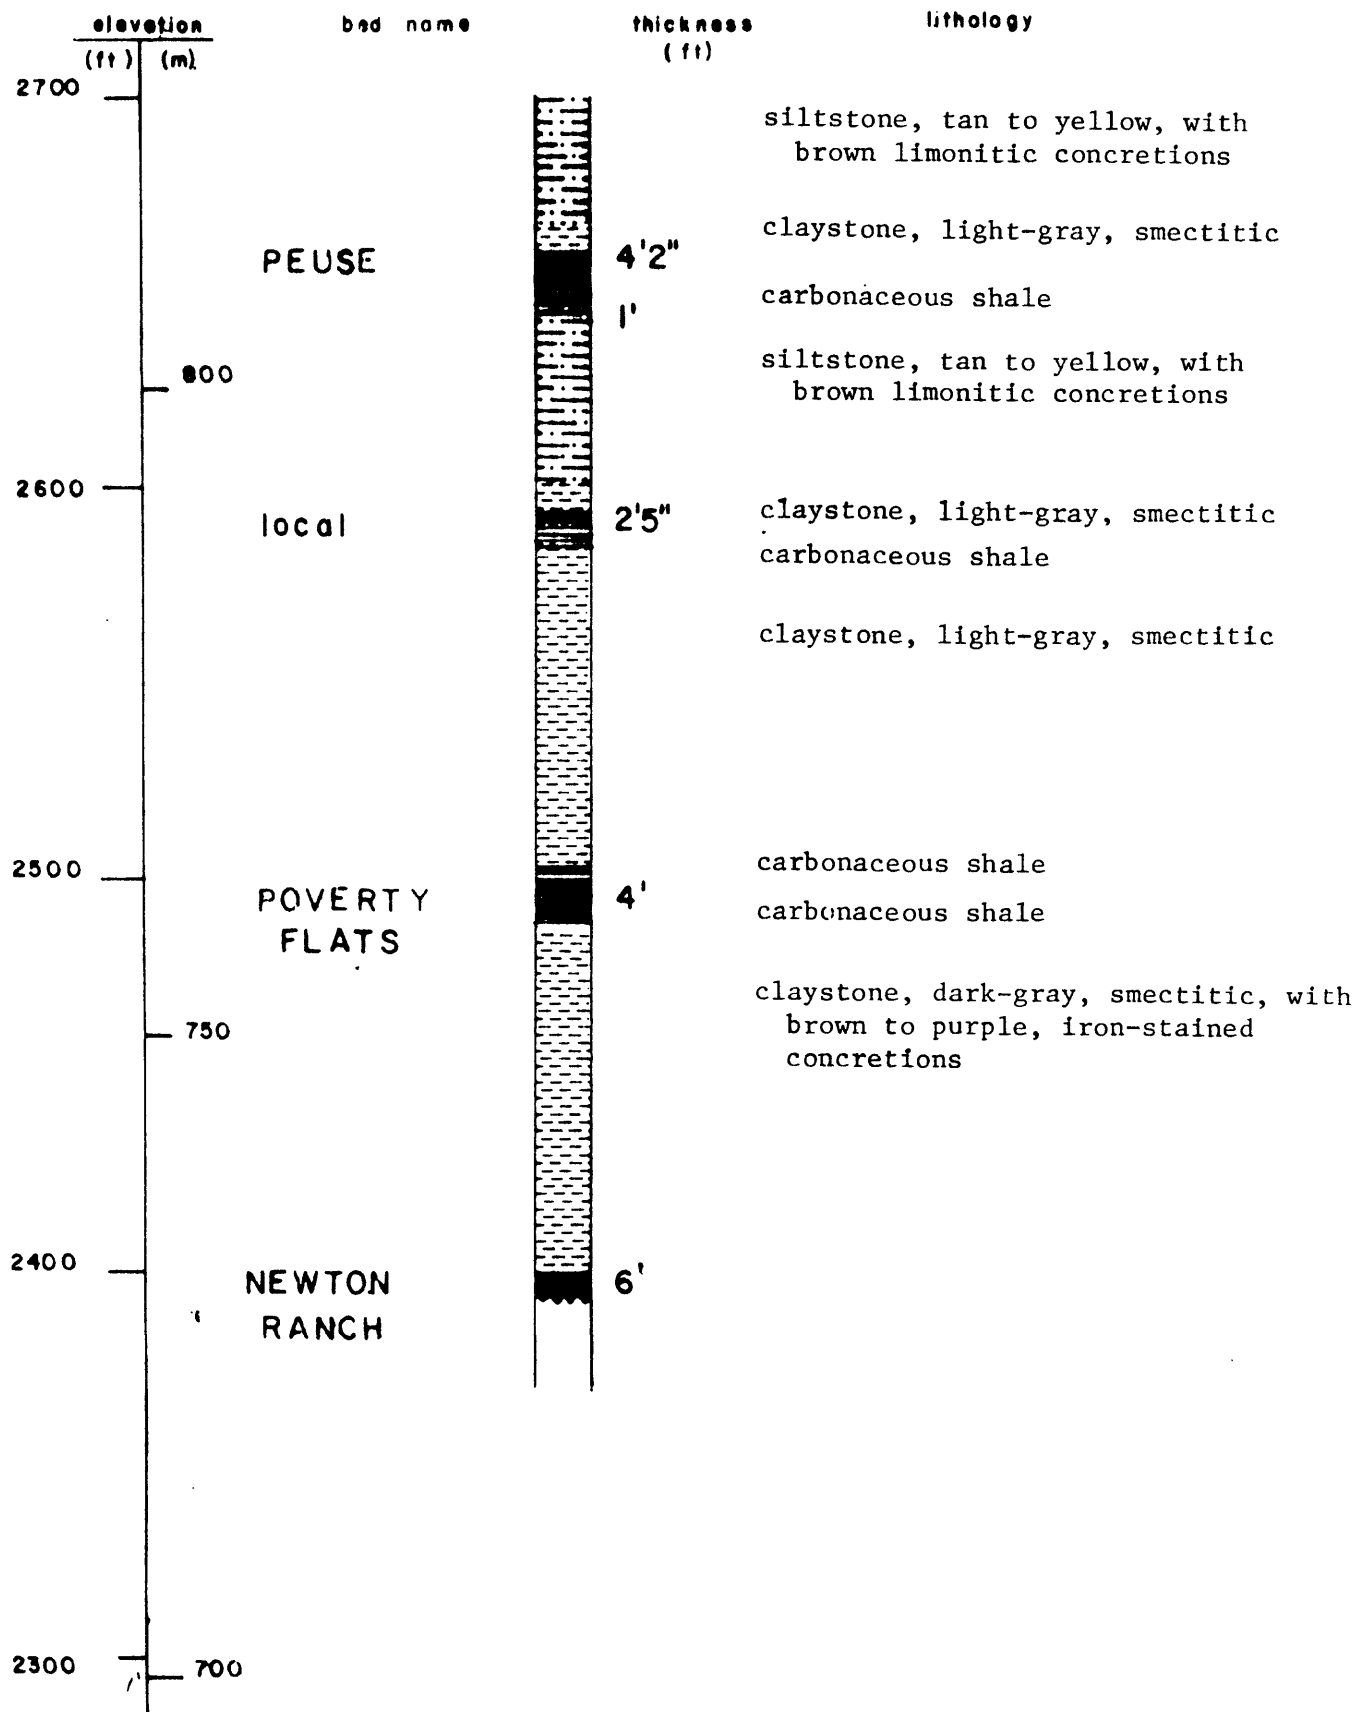 elevation bed name thickness lithology
(ft) (m) (ft)
2700
siltstone, tan to yellow, with
brown limonitic concretions
claystone, light-gray, smectitic
PEUSE 4'2"
carbonaceous shale
1'
siltstone, tan to yellow, with
800
brown limonitic concretions
2600
local 2'5" claystone, light-gray, smectitic
carbonaceous shale
claystone, light-gray, smectitic
2500 carbonaceous shale
POVERTY 4'
carbonaceous shale
FLATS
claystone, dark-gray, smectitic, with
750 brown to purple, iron-stained
concretions
2400
NEWTON 6'
RANCH
2300 700